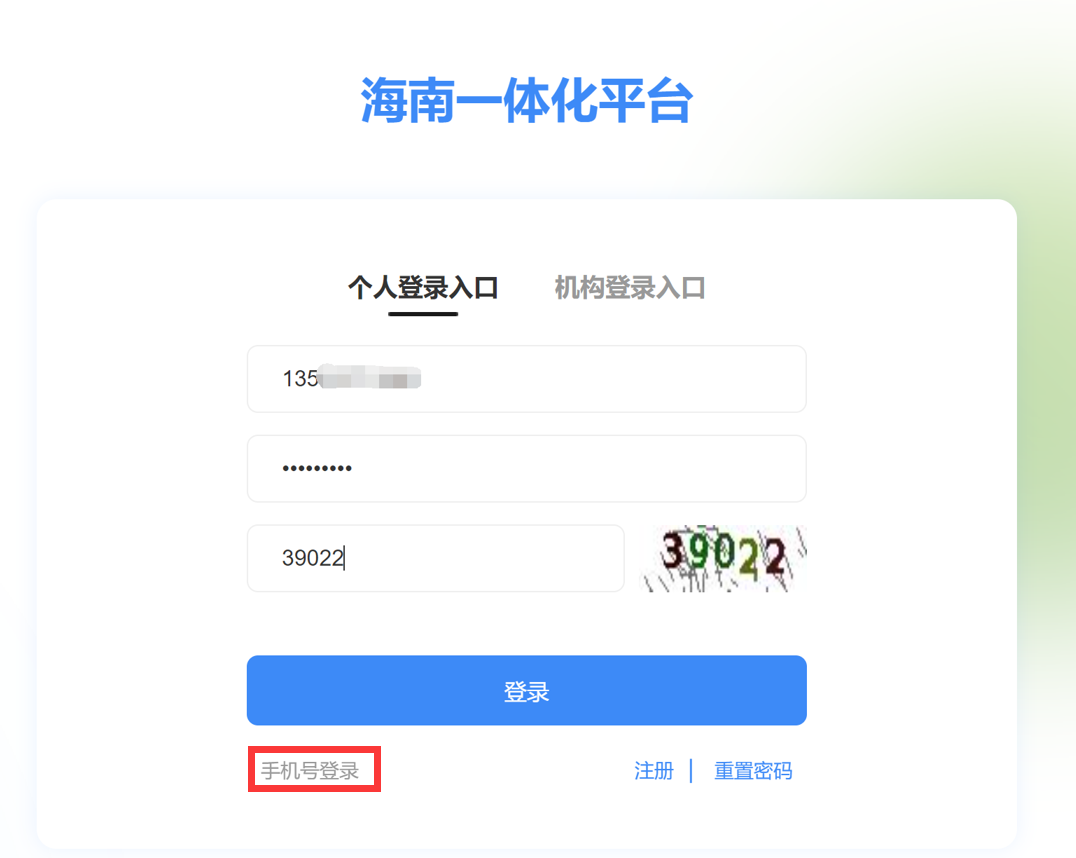 海南一体化平台
个人登录入口 机构登录入口
135
•••••••••
39022 39022
登录
手机号登录 注册 | 重置密码